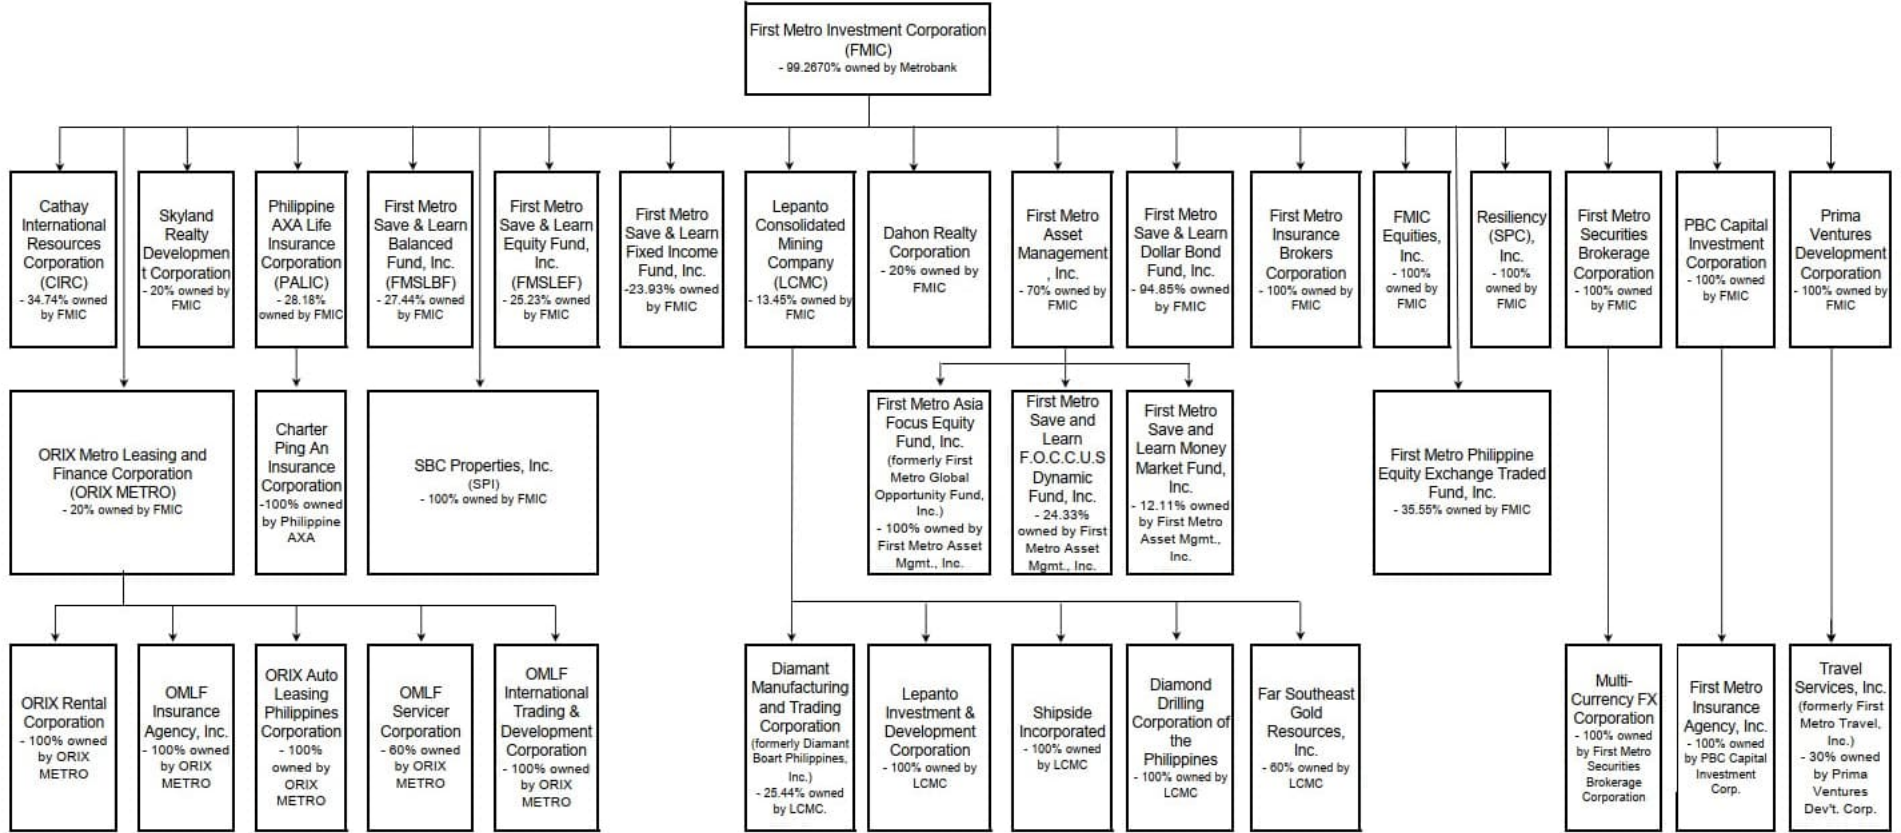 First Metro Investment Corporation
(FMIC)
- 99.2670% owned by Metrobank
Cathay
International
Resources
Corporation
(CIRC)
- 34.74% owned
by FMIC
Skyland
Realty
Developmen
t Corporation
- 20% owned by
FMIC
Philippine
AXA Life
Insurance
Corporation
(PALIC)
- 28.18%
owned by FMIC
First Metro
Save & Learn
Balanced
Fund, Inc.
(FMSLBF)
- 27.44% owned
by FMIC
First Metro
Save & Learn
Equity Fund,
Inc.
(FMSLEF)
- 25.23% owned
by FMIC
First Metro
Save & Learn
Fixed Income
Fund, Inc.
-23.93% owned
by FMIC
Lepanto
Consolidated
Mining
Company
(LCMC)
- 13.45% owned by
FMIC
Dahon Realty
Corporation
- 20% owned by
FMIC
First Metro
Asset
Management
, Inc.
- 70% owned by
FMIC
First Metro
Save & Learn
Dollar Bond
Fund, Inc.
- 94.85% owned
by FMIC
First Metro
Insurance
Brokers
Corporation
- 100% owned by
FMIC
FMIC
Equities,
Inc.
- 100%
owned by
FMIC
Resiliency
(SPC),
Inc.
- 100%
owned by
FMIC
First Metro
Securities
Brokerage
Corporation
- 100% owned
by FMIC
PBC Capital
Investment
Corporation
- 100% owned
by FMIC
Prima
Ventures
Development
Corporation
- 100% owned by
FMIC
ORIX Metro Leasing and
Finance Corporation
(ORIX METRO)
- 20% owned by FMIC
Charter
Ping An
Insurance
Corporation
-100% owned
by Philippine
AXA
SBC Properties, Inc.
(SPI)
- 100% owned by FMIC
First Metro Asia
Focus Equity
Fund, Inc.
(formerly First
Metro Global
Opportunity Fund,
Inc.)
- 100% owned by
First Metro Asset
Mgmt., Inc.
First Metro
Save and
Learn
F.O.C.C.U.S
Dynamic
Fund, Inc.
- 24.33%
owned by First
Metro Asset
Mgmt., Inc.
First Metro
Save and
Learn Money
Market Fund,
Inc.
- 12.11% owned
by First Metro
Asset Mgmt.,
Inc.
First Metro Philippine
Equity Exchange Traded
Fund, Inc.
- 35.55% owned by FMIC
ORIX Rental
Corporation
- 100% owned
by ORIX
METRO
OMLF
Insurance
Agency, Inc.
- 100% owned
by ORIX
METRO
ORIX Auto
Leasing
Philippines
Corporation
- 100%
owned by
ORIX
METRO
OMLF
Servicer
Corporation
- 60% owned
by ORIX
METRO
OMLF
International
Trading &
Development
Corporation
- 100% owned
by ORIX
METRO
Diamant
Manufacturing
and Trading
Corporation
(formerly Diamant
Boart Philippines,
Inc.)
- 25.44% owned
by LCMC.
Lepanto
Investment &
Development
Corporation
- 100% owned by
LCMC
Shipside
Incorporated
- 100% owned
by LCMC
Diamond
Drilling
Corporation of
the
Philippines
- 100% owned by
LCMC
Far Southeast
Gold
Resources,
Inc.
- 60% owned by
LCMC
Multi-
Currency FX
Corporation
- 100% owned
by First Metro
Securities
Brokerage
Corporation
First Metro
Insurance
Agency, Inc.
- 100% owned
by PBC Capital
Investment
Corp.
Travel
Services, Inc.
(formerly First
Metro Travel,
Inc.)
- 30% owned
by Prima
Ventures
Dev't. Corp.